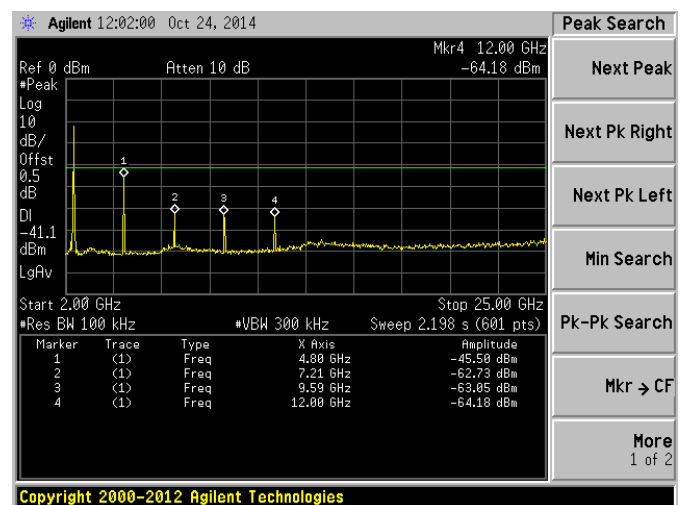 Agilent 12:02:00 Oct 24, 2014
Peak Search
Mkr4 12.00 GHz
Ref 0 dBm Atten 10 dB -64.18 dBm
#Peak
Log
10
dB/
Offst
0.5
dB
DI
-41.1
dBm
LgAv
1
2
3
4
Start 2.00 GHz Stop 25.00 GHz
#Res BW 100 kHz #VBW 300 kHz Sweep 2.198 s (601 pts)
Marker Trace Type X Axis Amplitude
1 (1) Freq 4.80 GHz -45.50 dBm
2 (1) Freq 7.21 GHz -62.73 dBm
3 (1) Freq 9.59 GHz -63.05 dBm
4 (1) Freq 12.00 GHz -64.18 dBm
Next Peak
Next Pk Right
Next Pk Left
Min Search
Pk-Pk Search
Mkr → CF
More
1 of 2
Copyright 2000-2012 Agilent Technologies